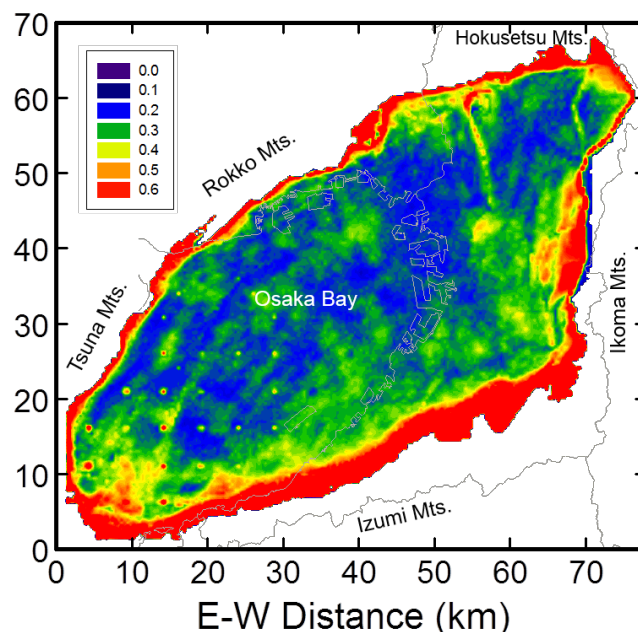 70
60
50
40
30
20
10
0
0.0
0.1
0.2
0.3
0.4
0.5
0.6
Hokusetsu Mts.
Rokko Mts.
Osaka Bay
Tsuna Mts.
Ikoma Mts.
Izumi Mts.
0 10 20 30 40 50 60 70
E-W Distance (km)